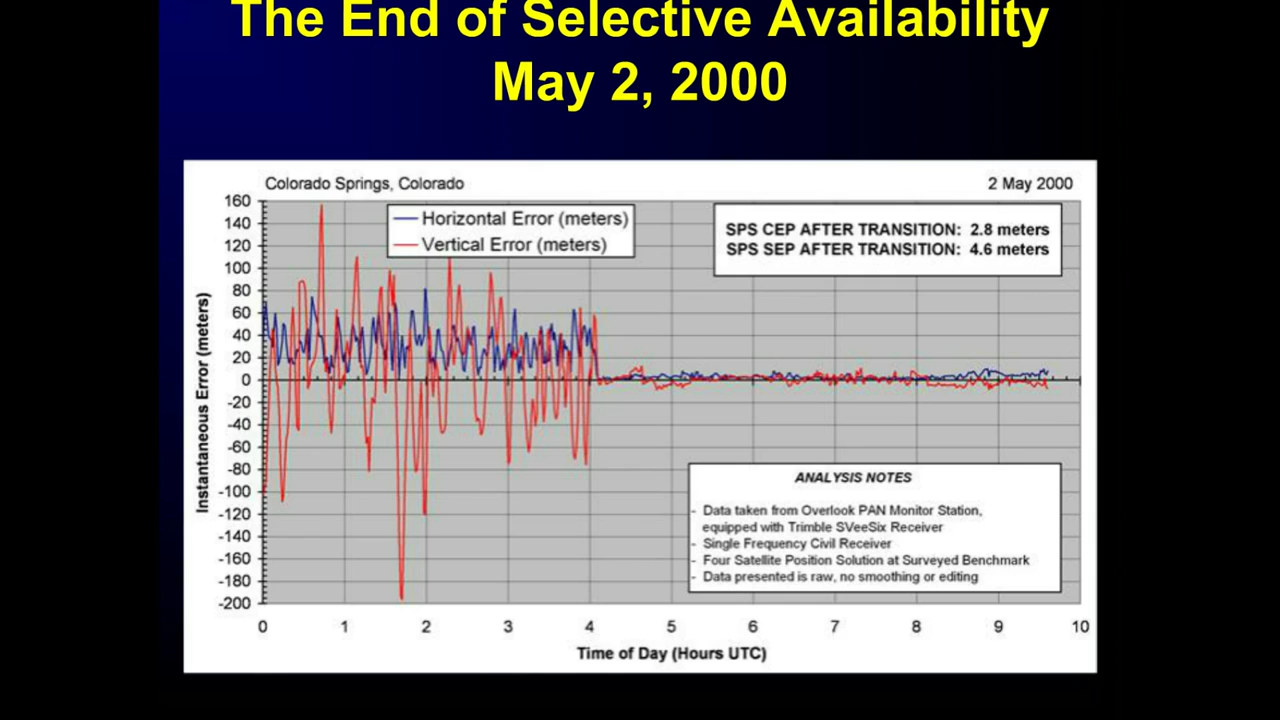 The End of Selective Availability
May 2, 2000
Colorado Springs, Colorado
2 May 2000
Horizontal Error (meters)
Vertical Error (meters)
SPS CEP AFTER TRANSITION: 2.8 meters
SPS SEP AFTER TRANSITION: 4.6 meters
160
140
120
100
80
60
40
20
0
-20
-40
-60
-80
-100
-120
-140
-160
-180
-200
Instantaneous Error (meters)
ANALYSIS NOTES
- Data taken from Overlook PAN Monitor Station,
equipped with Trimble SVeeSix Receiver
- Single Frequency Civil Receiver
- Four Satellite Position Solution at Surveyed Benchmark
- Data presented is raw, no smoothing or editing
0 1 2 3 4 5 6 7 8 9 10
Time of Day (Hours UTC)